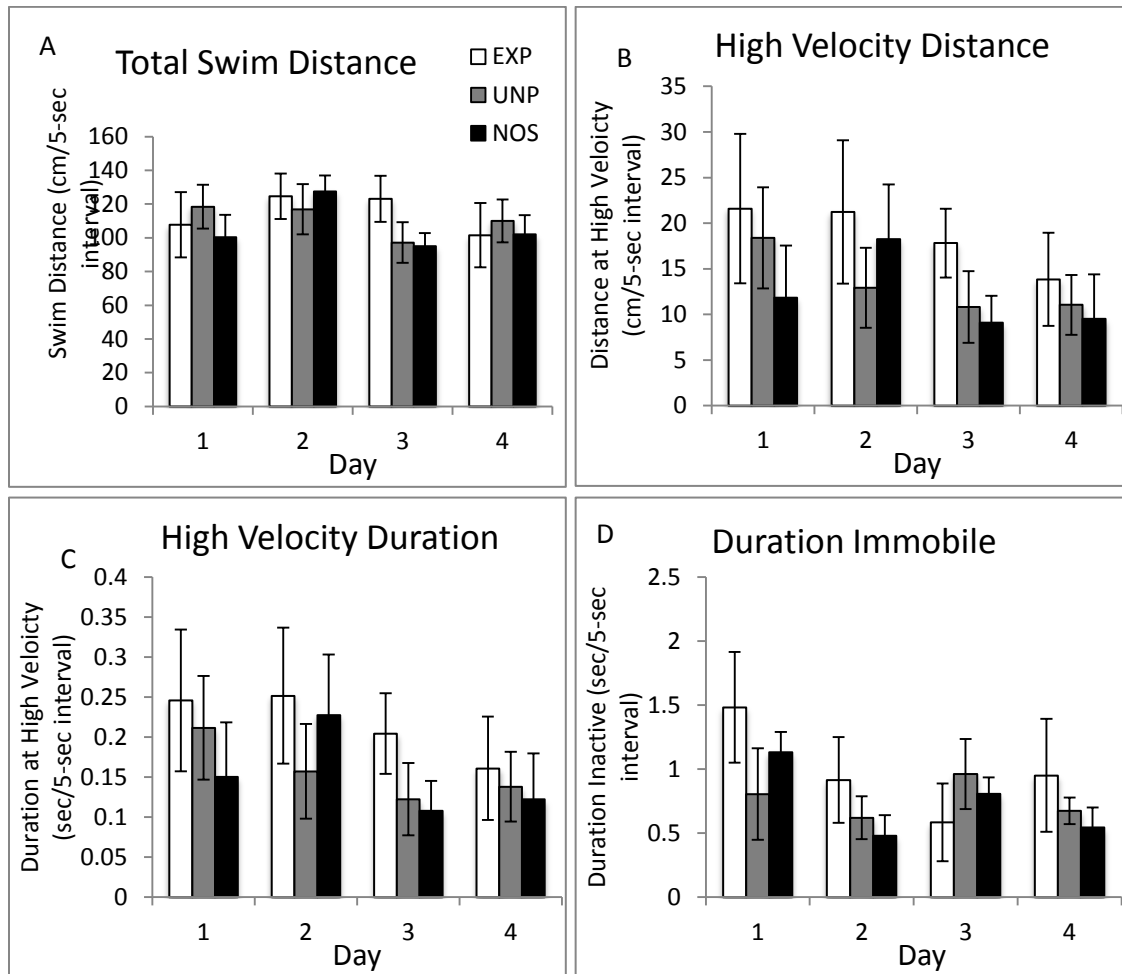 A
Total Swim Distance
EXP
UNP
NOS
Swim Distance (cm/5-sec
interval)
160
140
120
100
80
60
40
20
0
1 2 3 4
Day
B
High Velocity Distance
Distance at High Veloicty
(cm/5-sec interval)
35
30
25
20
15
10
5
0
1 2 3 4
Day
C
High Velocity Duration
Duration at High Veloicty
(sec/5-sec interval)
0.4
0.35
0.3
0.25
0.2
0.15
0.1
0.05
0
1 2 3 4
Day
D
Duration Immobile
Duration Inactive (sec/5-sec
interval)
2.5
2
1.5
1
0.5
0
1 2 3 4
Day